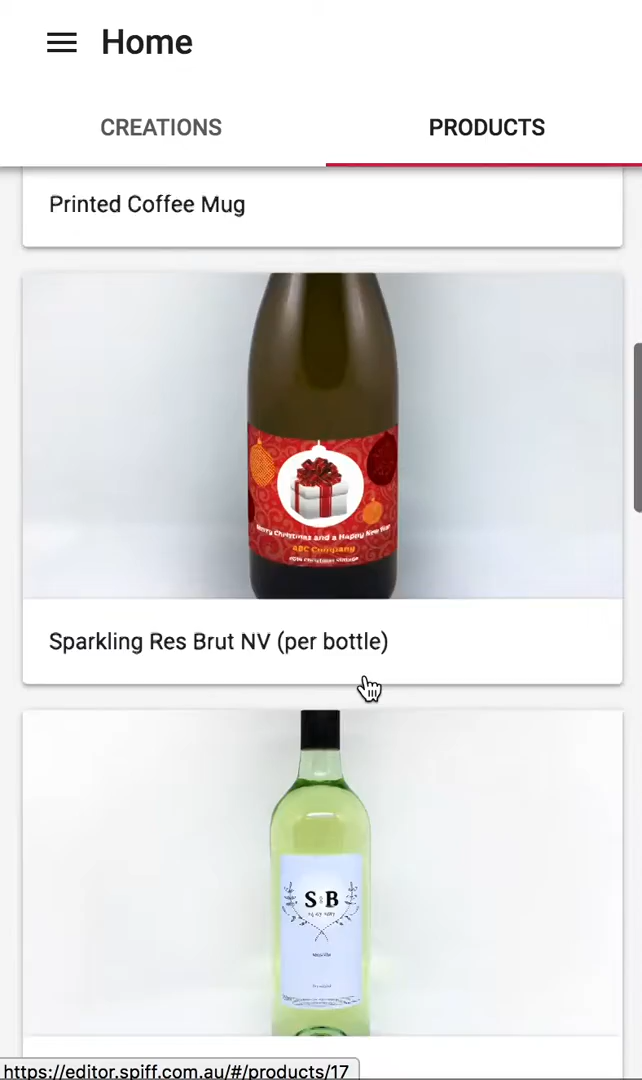 Home
CREATIONS
PRODUCTS
Printed Coffee Mug
Merry Christmas and a Happy New Year
ABC Company
Sparkling Res Brut NV (per bottle)
S B
https://editor.spiff.com.au/#/products/17